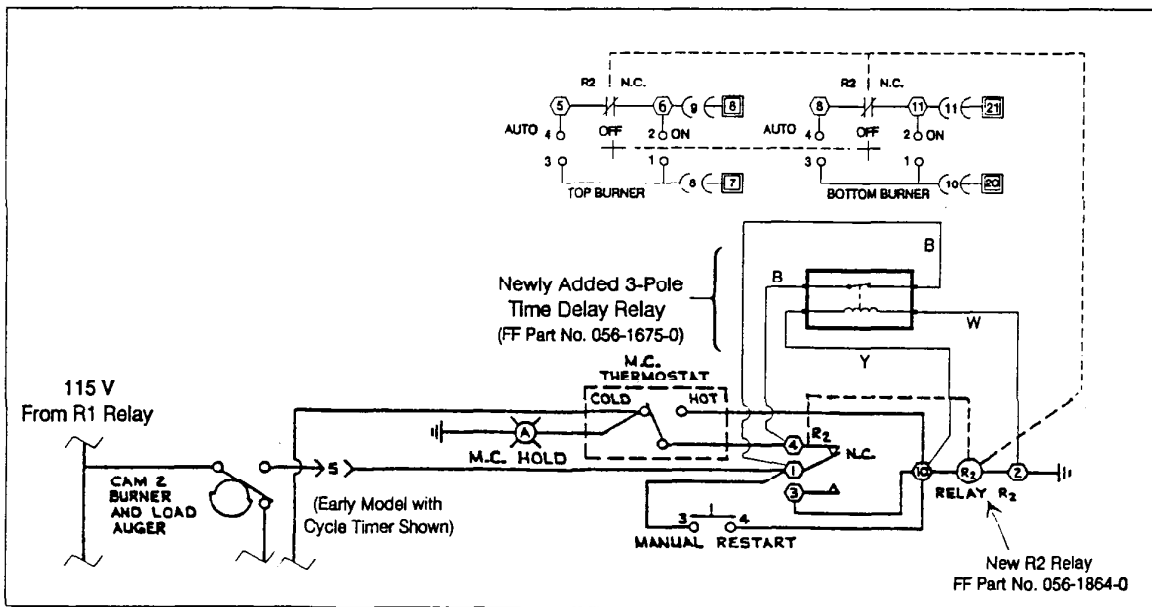 R2 N.C. R2 N.C.
5 6 9 8 8 11 11 21
AUTO 4 OFF 2 ON AUTO 4 OFF 2 ON
3 1 3 1
6 7 10 20
TOP BURNER BOTTOM BURNER
B
B
Newly Added 3-Pole
Time Delay Relay
(FF Part No. 056-1675-0)
W
Y
M.C.
THERMOSTAT
115 V
From R1 Relay
COLD HOT
A
M.C. HOLD
4 R2
N.C.
1
3
10 R2 2
RELAY R2
S
CAM 2
BURNER
AND LOAD
AUGER
(Early Model with
Cycle Timer Shown)
3 4
MANUAL RESTART
New R2 Relay
FF Part No. 056-1864-0